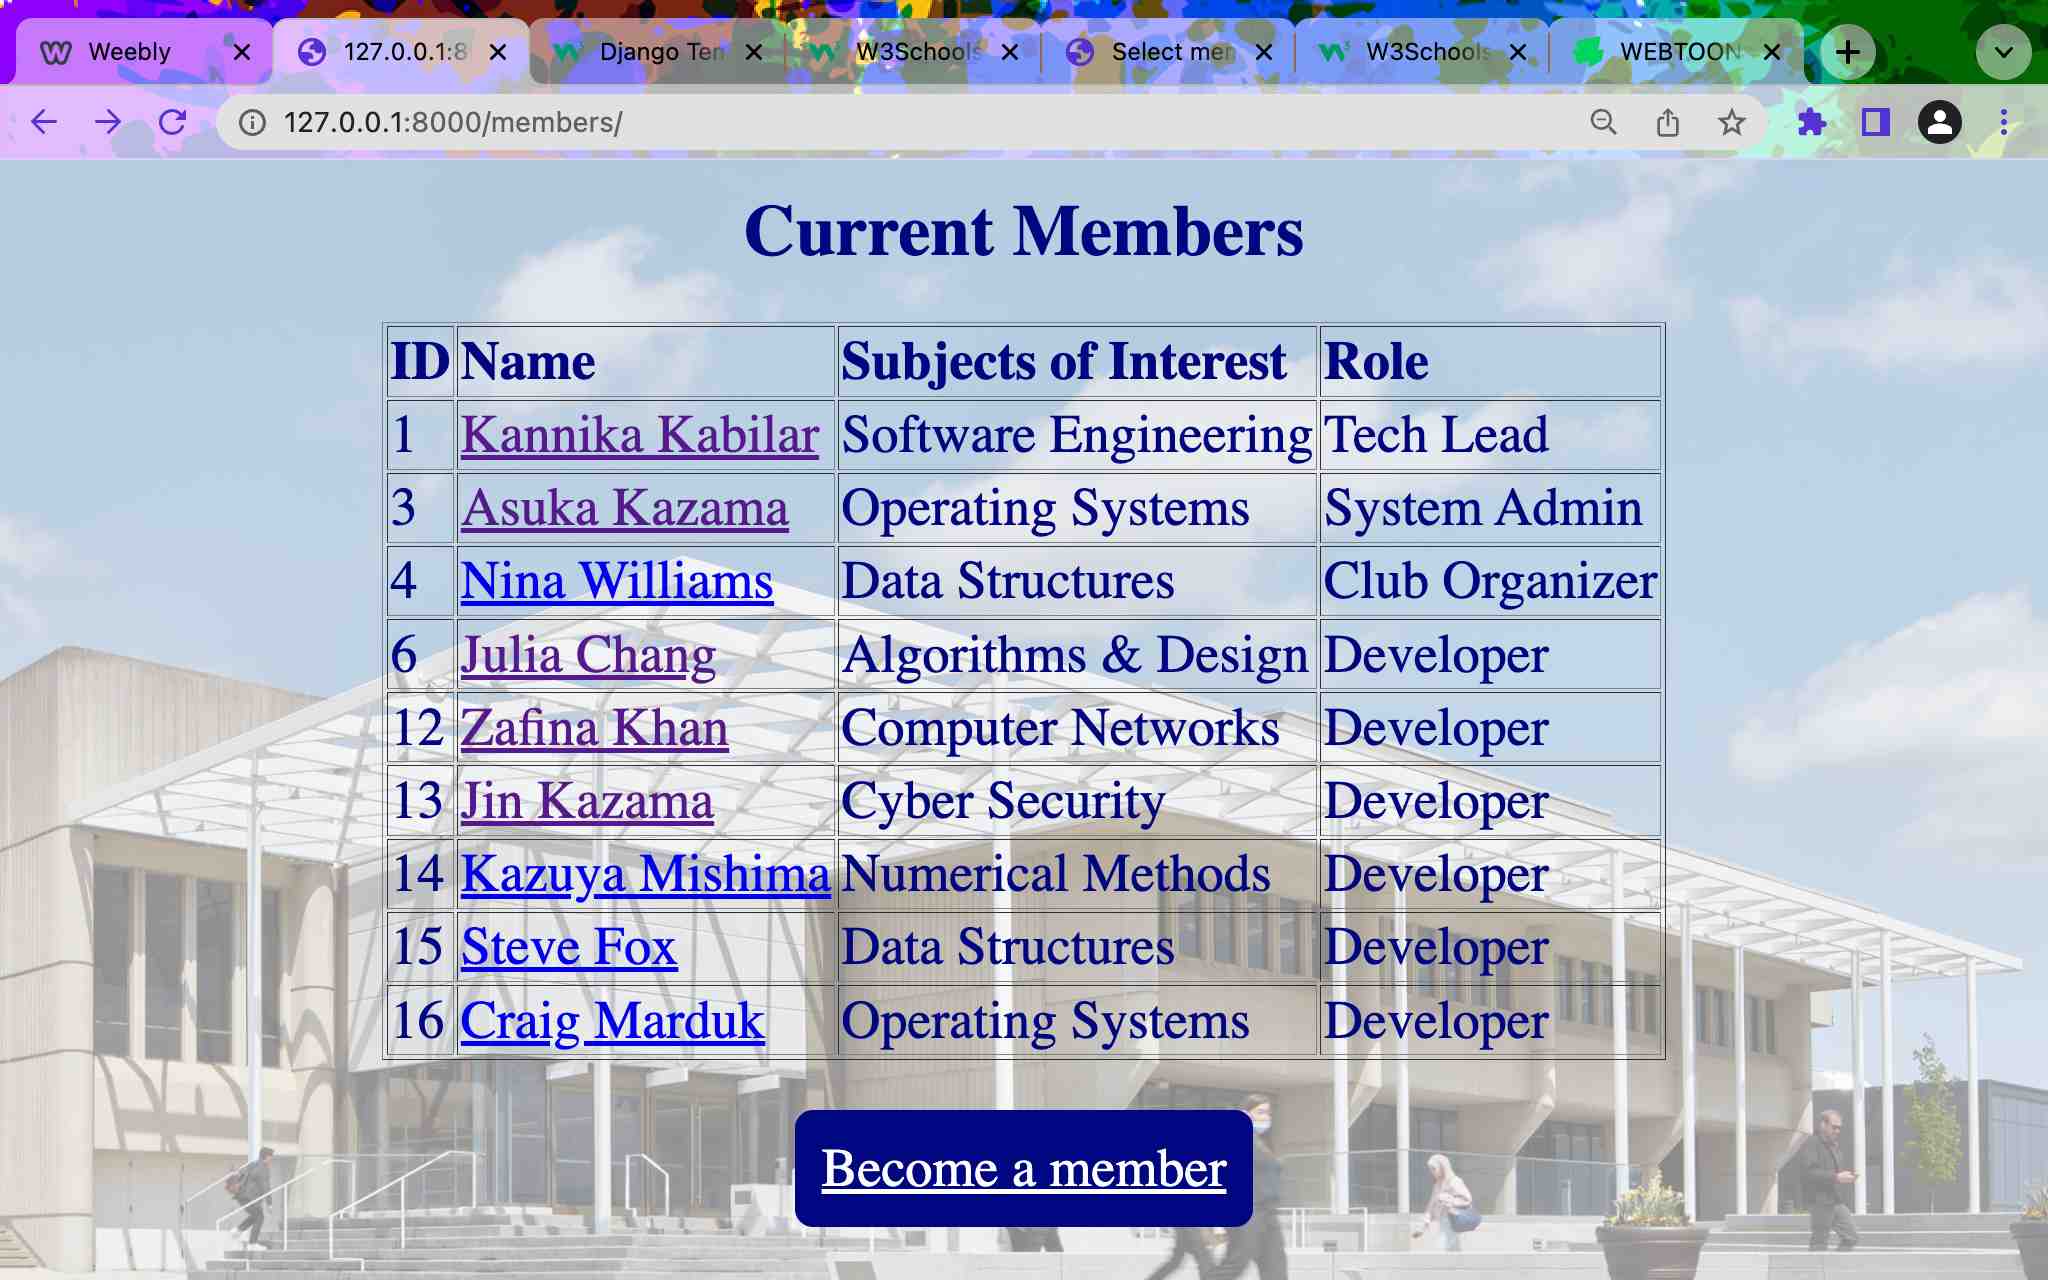 Weebly
127.0.0.1:8
Django Ten
W3Schools
Select mem
W3Schools
WEBTOON
127.0.0.1:8000/members/
Current Members
ID Name Subjects of Interest Role
1 Kannika Kabilar Software Engineering Tech Lead
3 Asuka Kazama Operating Systems System Admin
4 Nina Williams Data Structures Club Organizer
6 Julia Chang Algorithms & Design Developer
12 Zafina Khan Computer Networks Developer
13 Jin Kazama Cyber Security Developer
14 Kazuya Mishima Numerical Methods Developer
15 Steve Fox Data Structures Developer
16 Craig Marduk Operating Systems Developer
Become a member